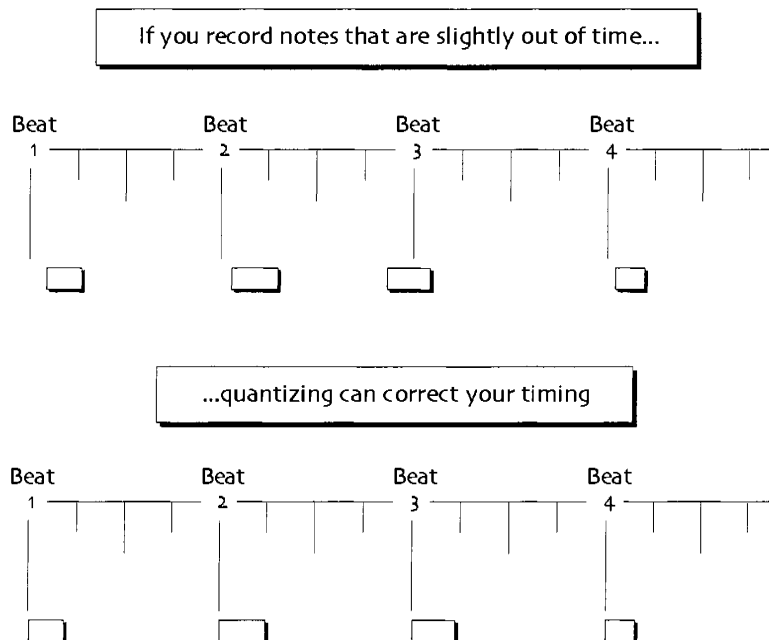 If you record notes that are slightly out of time...
Beat Beat Beat Beat
1 2 3 4
...quantizing can correct your timing
Beat Beat Beat Beat
1 2 3 4